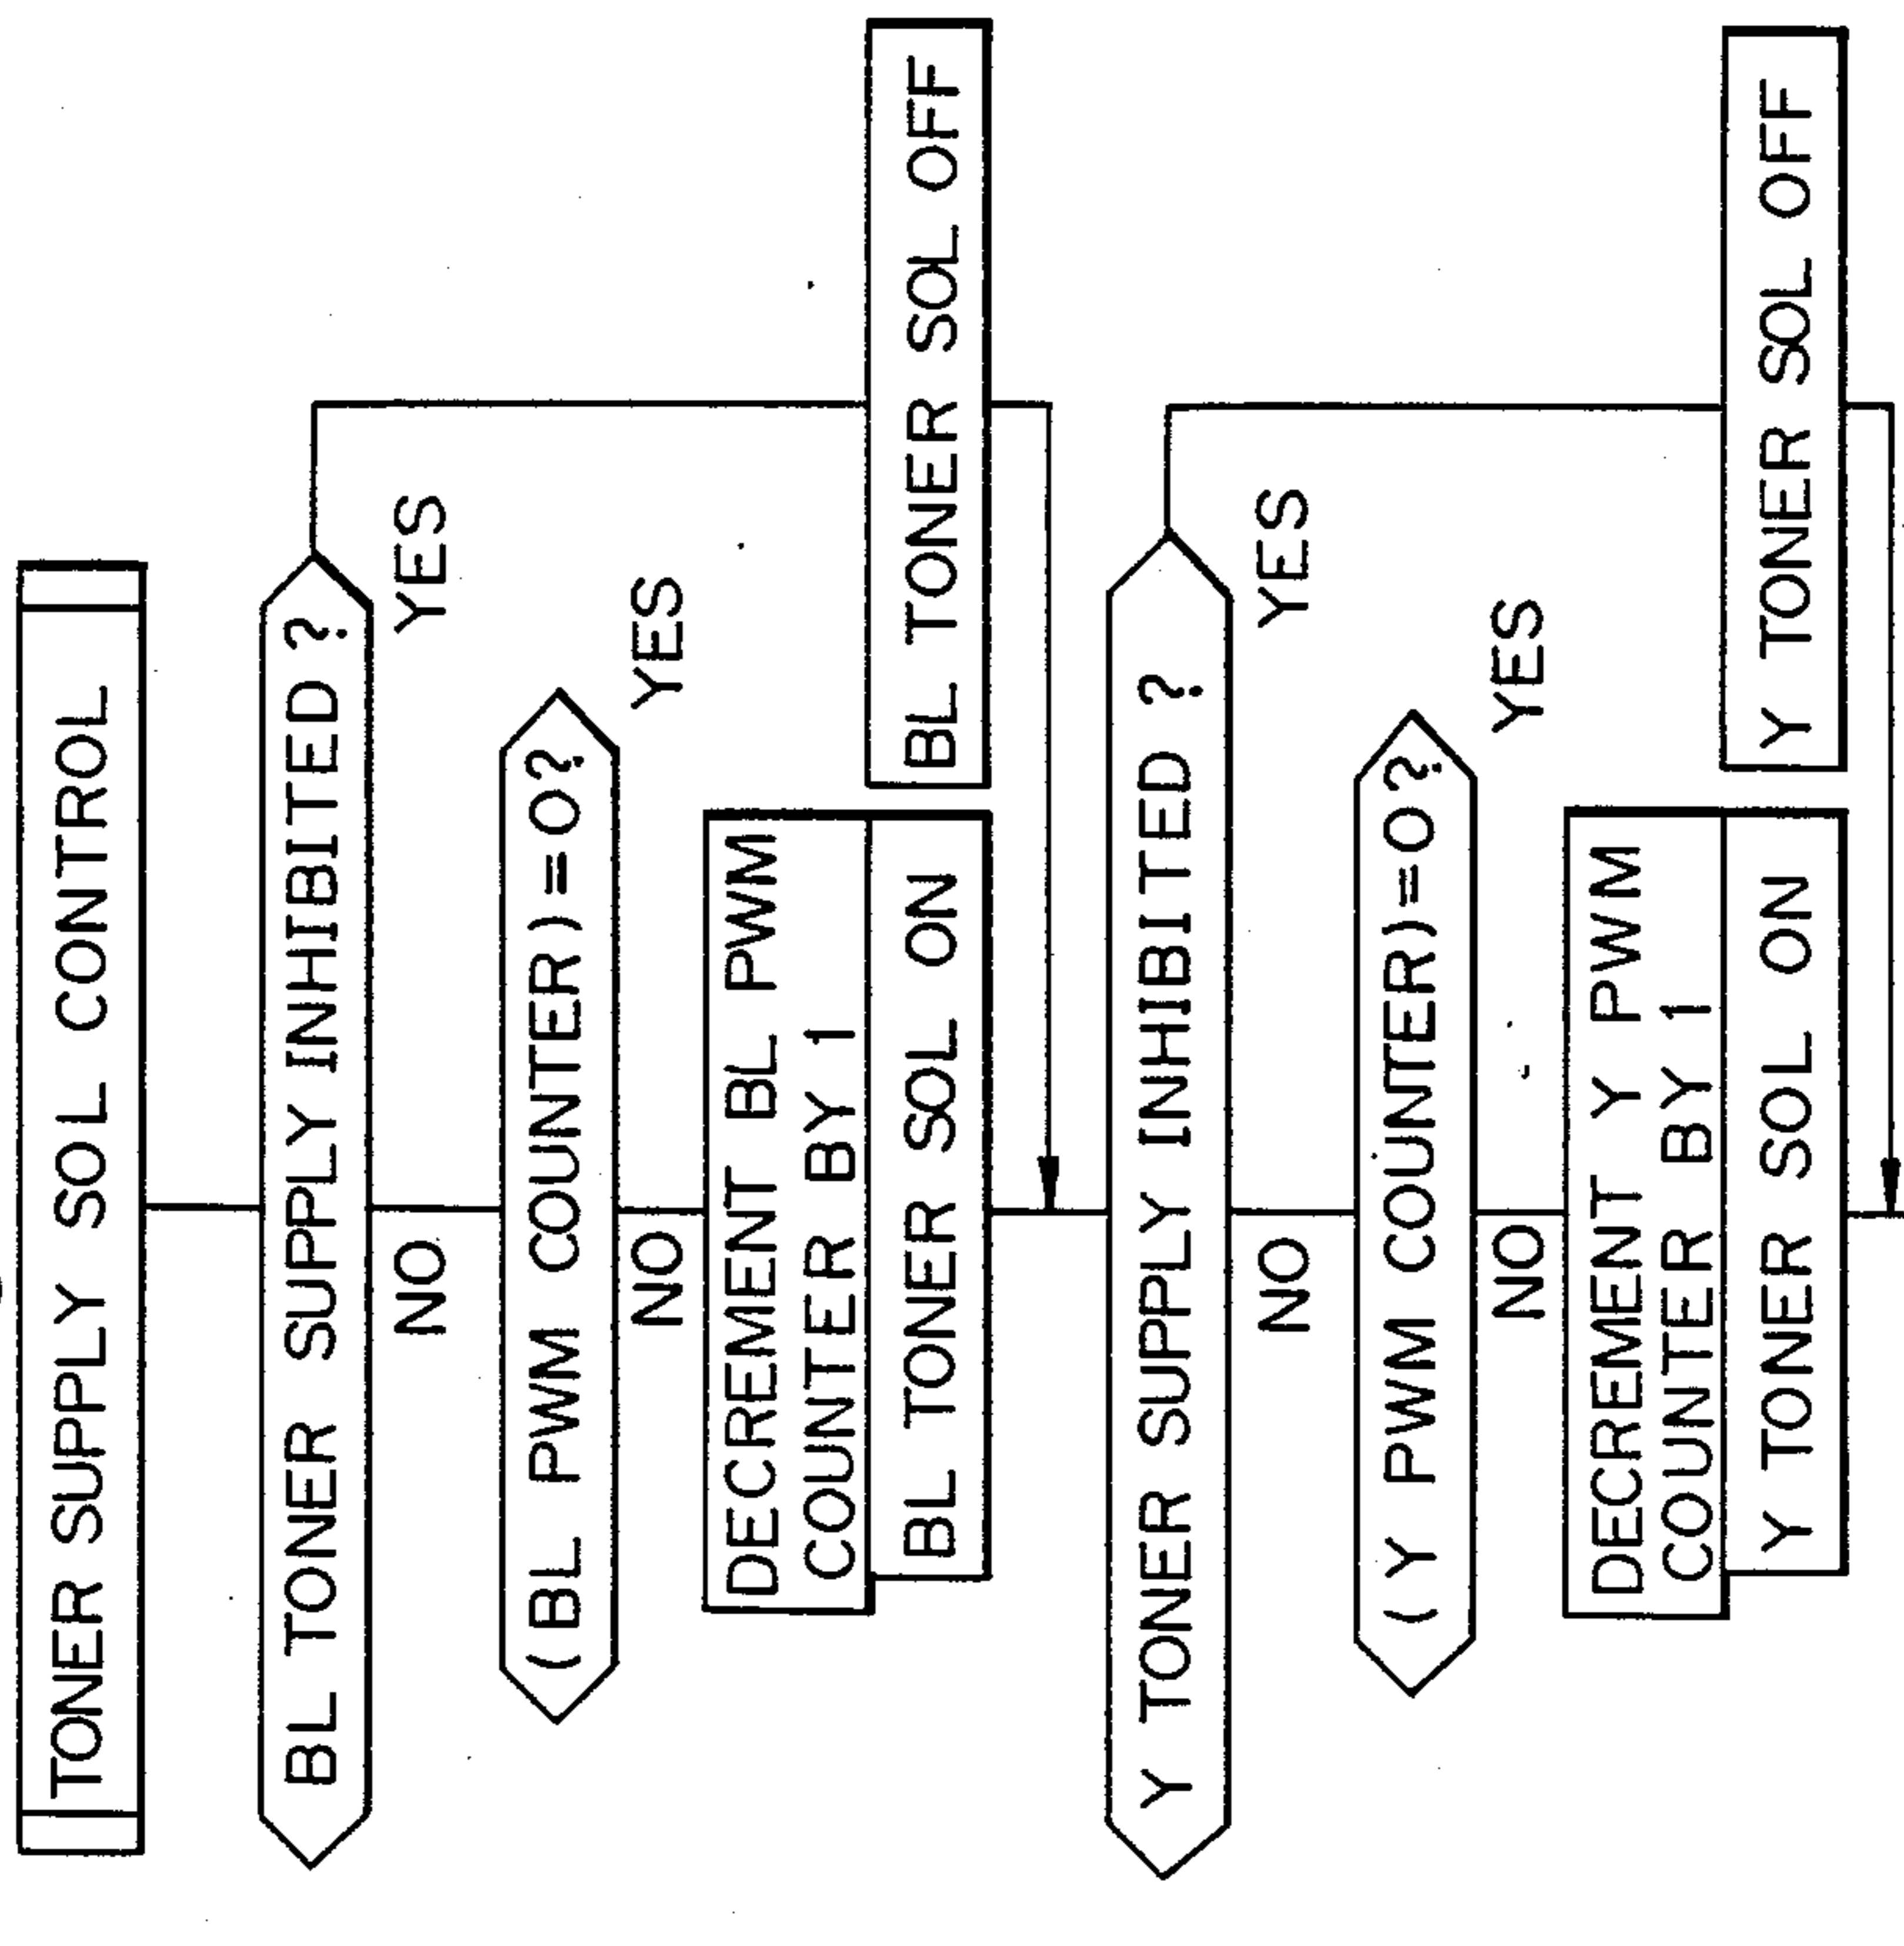 TONER SUPPLY SOL CONTROL
BL TONER SUPPLY INHIBITED ?
YES
NO
(BL PWM COUNTER)=0?
YES
NO
DECREMENT BL PWM
COUNTER BY 1
BL TONER SOL ON
BL TONER SOL OFF
Y TONER SUPPLY INHIBITED ?
YES
NO
(Y PWM COUNTER)=0?
YES
NO
DECREMENT Y PWM
COUNTER BY 1
Y TONER SOL ON
Y TONER SOL OFF